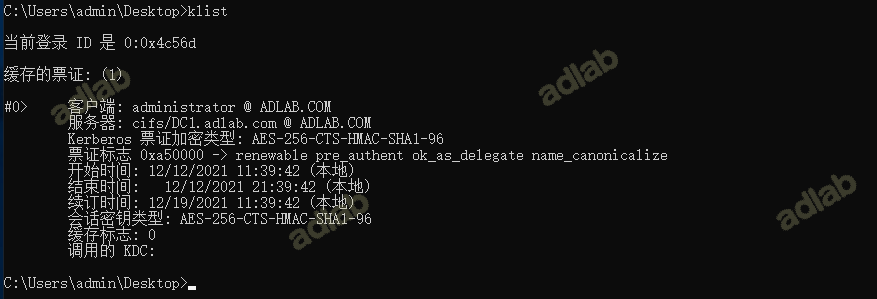 C:\Users\admin\Desktop>klist
当前登录 ID 是 0:0x4c56d
缓存的票证: (1)
#0>     客户端: administrator @ ADLAB.COM
        服务器: cifs/DC1.adlab.com @ ADLAB.COM
        Kerberos 票证加密类型: AES-256-CTS-HMAC-SHA1-96
        票证标志 0xa50000 -> renewable pre_authent ok_as_delegate name_canonicalize
        开始时间: 12/12/2021 11:39:42 (本地)
        结束时间:   12/12/2021 21:39:42 (本地)
        续订时间: 12/19/2021 11:39:42 (本地)
        会话密钥类型: AES-256-CTS-HMAC-SHA1-96
        缓存标志: 0
        调用的 KDC:
C:\Users\admin\Desktop>_
adlab
adlab
adlab
adlab